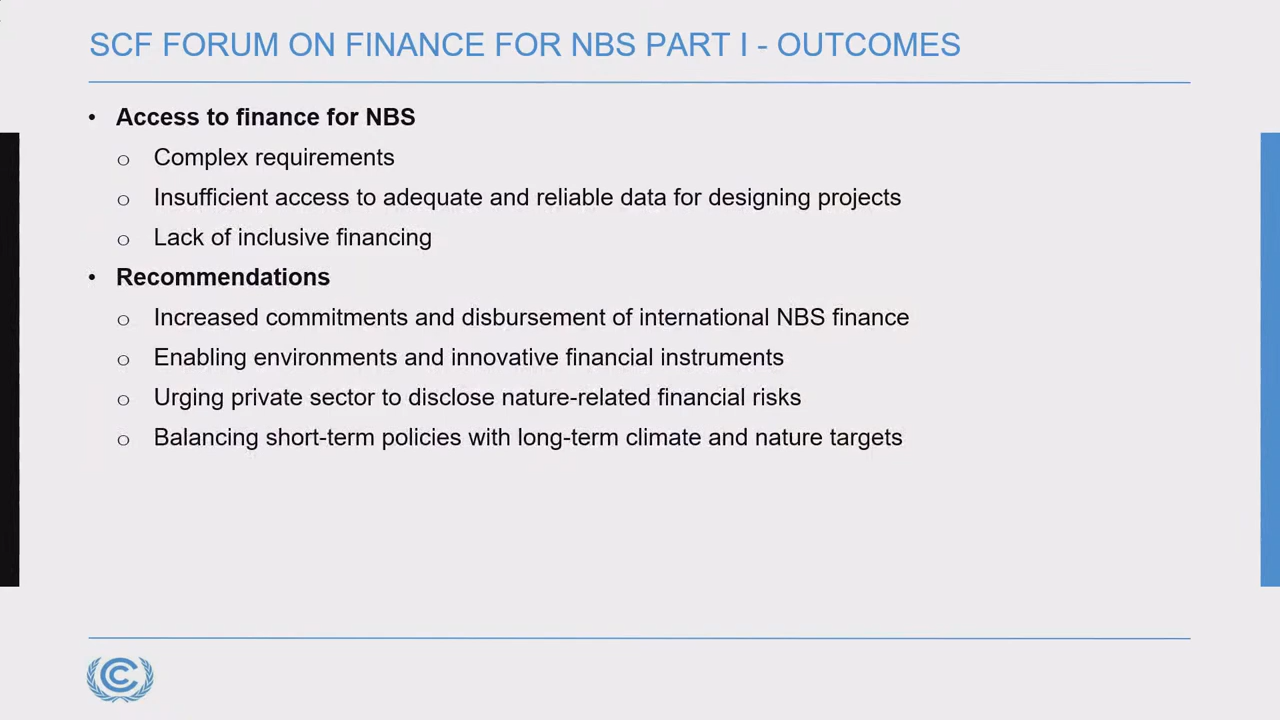 SCF FORUM ON FINANCE FOR NBS PART I - OUTCOMES
• Access to finance for NBS
o Complex requirements
o Insufficient access to adequate and reliable data for designing projects
o Lack of inclusive financing
• Recommendations
o Increased commitments and disbursement of international NBS finance
o Enabling environments and innovative financial instruments
o Urging private sector to disclose nature-related financial risks
o Balancing short-term policies with long-term climate and nature targets